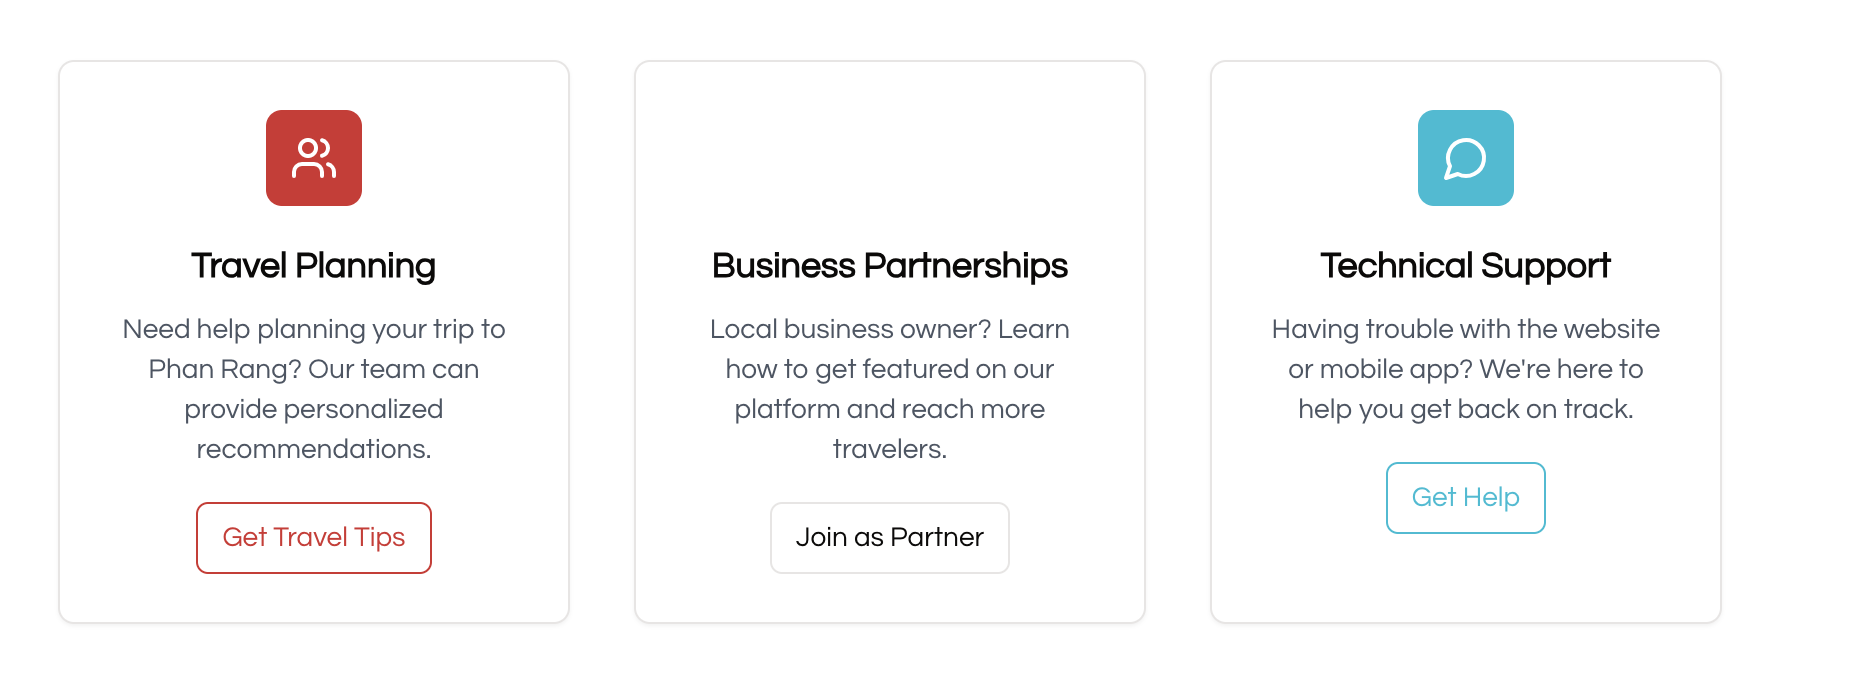 Travel Planning
Need help planning your trip to
Phan Rang? Our team can
provide personalized
recommendations.
Get Travel Tips
Business Partnerships
Local business owner? Learn
how to get featured on our
platform and reach more
travelers.
Join as Partner
Technical Support
Having trouble with the website
or mobile app? We're here to
help you get back on track.
Get Help